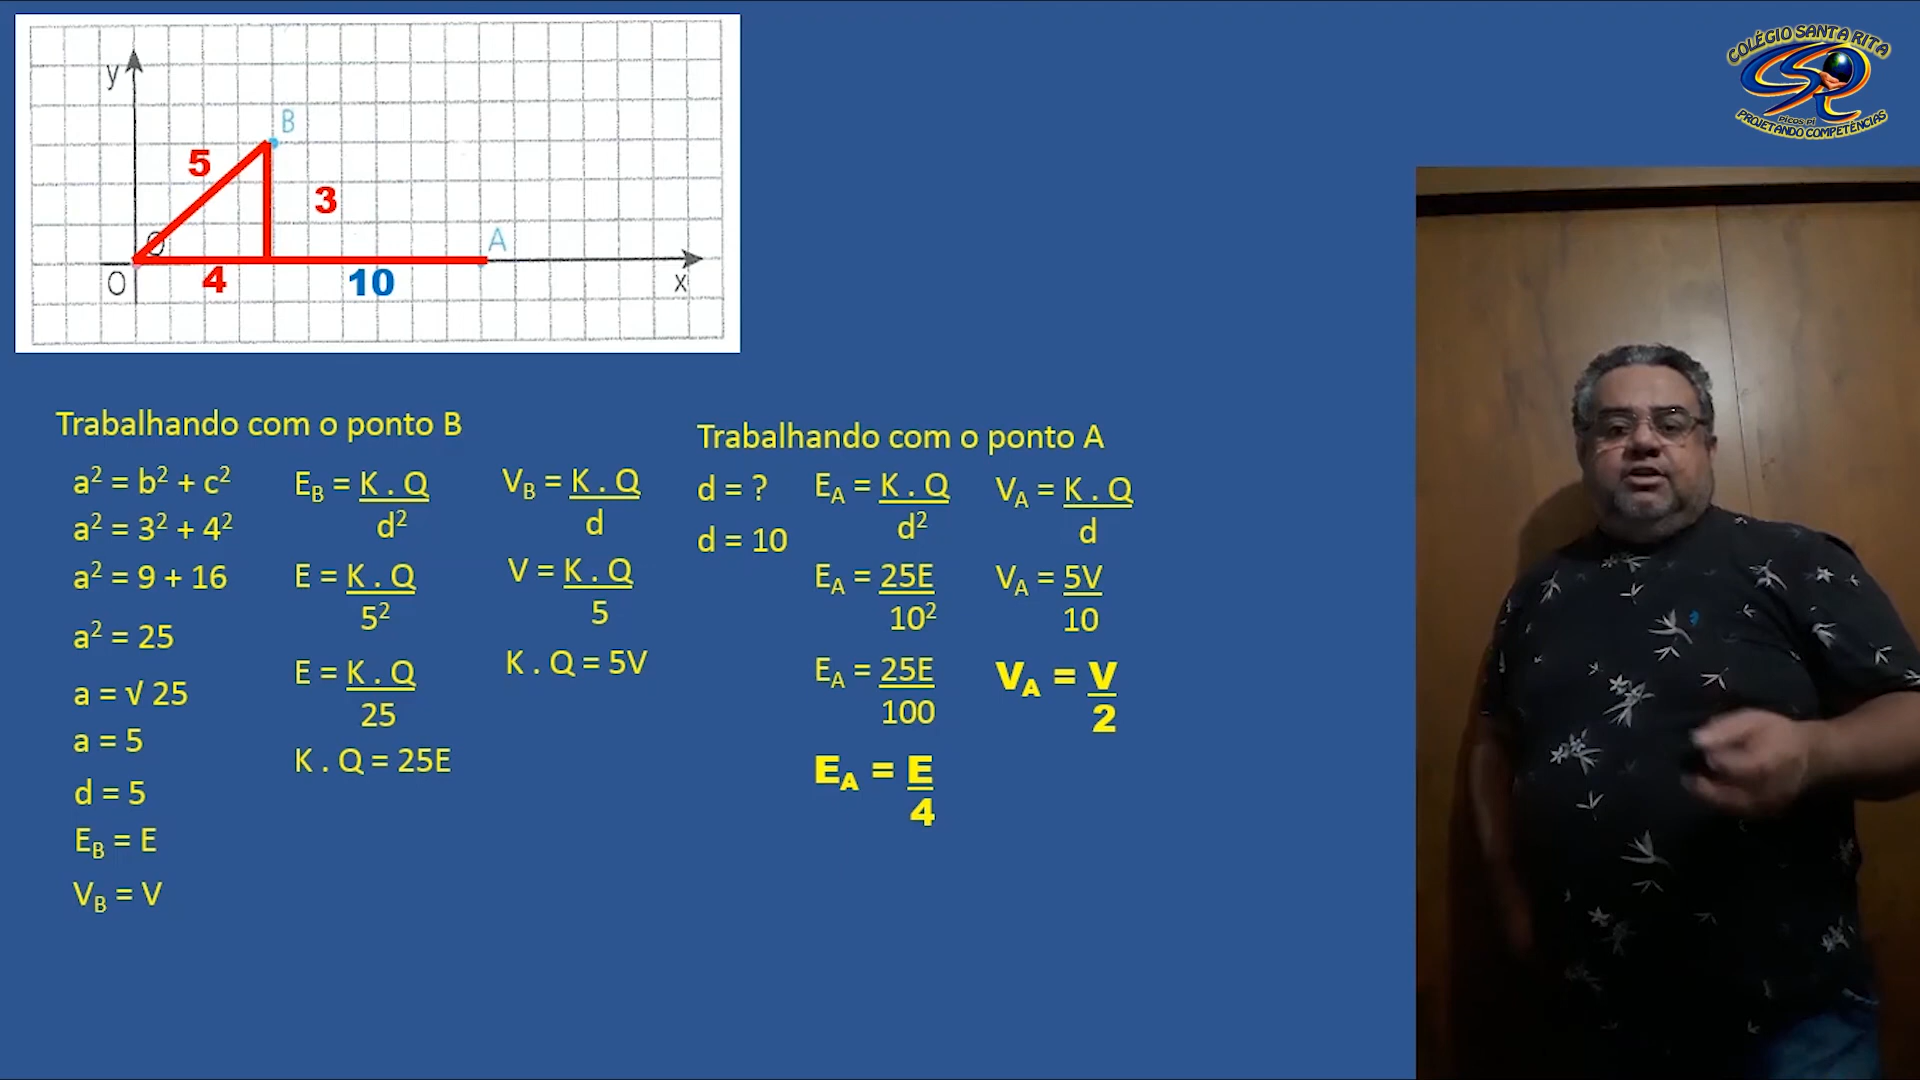 COLÉGIO SANTA RITA
PICOS PI
PROJETANDO COMPETÊNCIAS
y
B
5
3
O
A
O
4
10
x
Trabalhando com o ponto B
a² = b² + c²
a² = 3² + 4²
a² = 9 + 16
a² = 25
a = √ 25
a = 5
d = 5
E_B = E
V_B = V
E_B = K . Q
d²
E = K . Q
5²
E = K . Q
25
K . Q = 25E
V_B = K . Q
d
V = K . Q
5
K . Q = 5V
Trabalhando com o ponto A
d = ?
d = 10
E_A = K . Q
d²
E_A = 25E
10²
E_A = 25E
100
E_A = E
4
V_A = K . Q
d
V_A = 5V
10
V_A = V
2